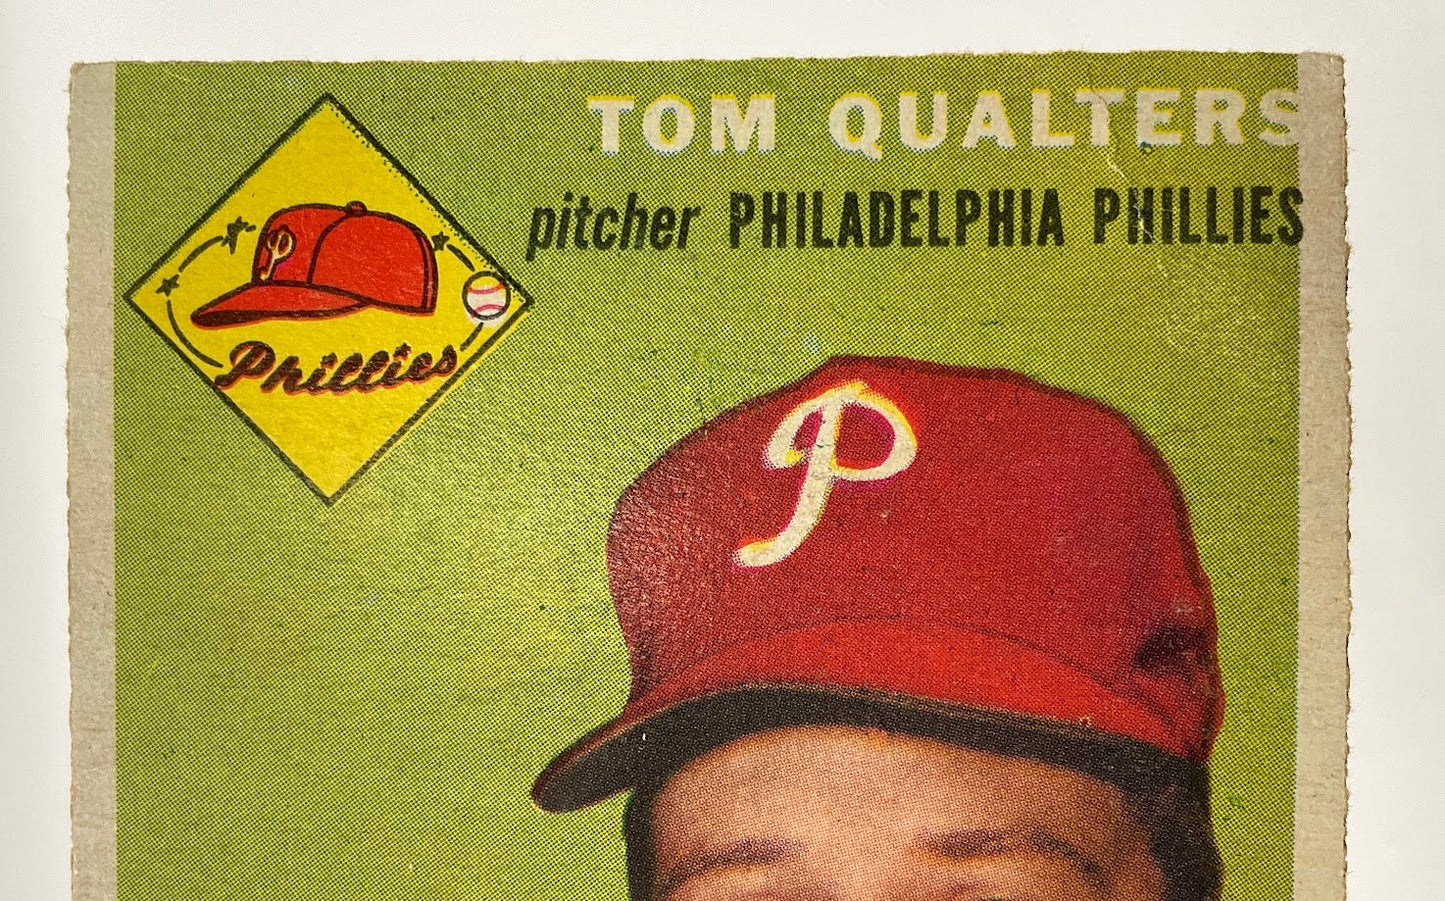 TOM QUALTERS
pitcher PHILADELPHIA PHILLIES
P
Phillies
P